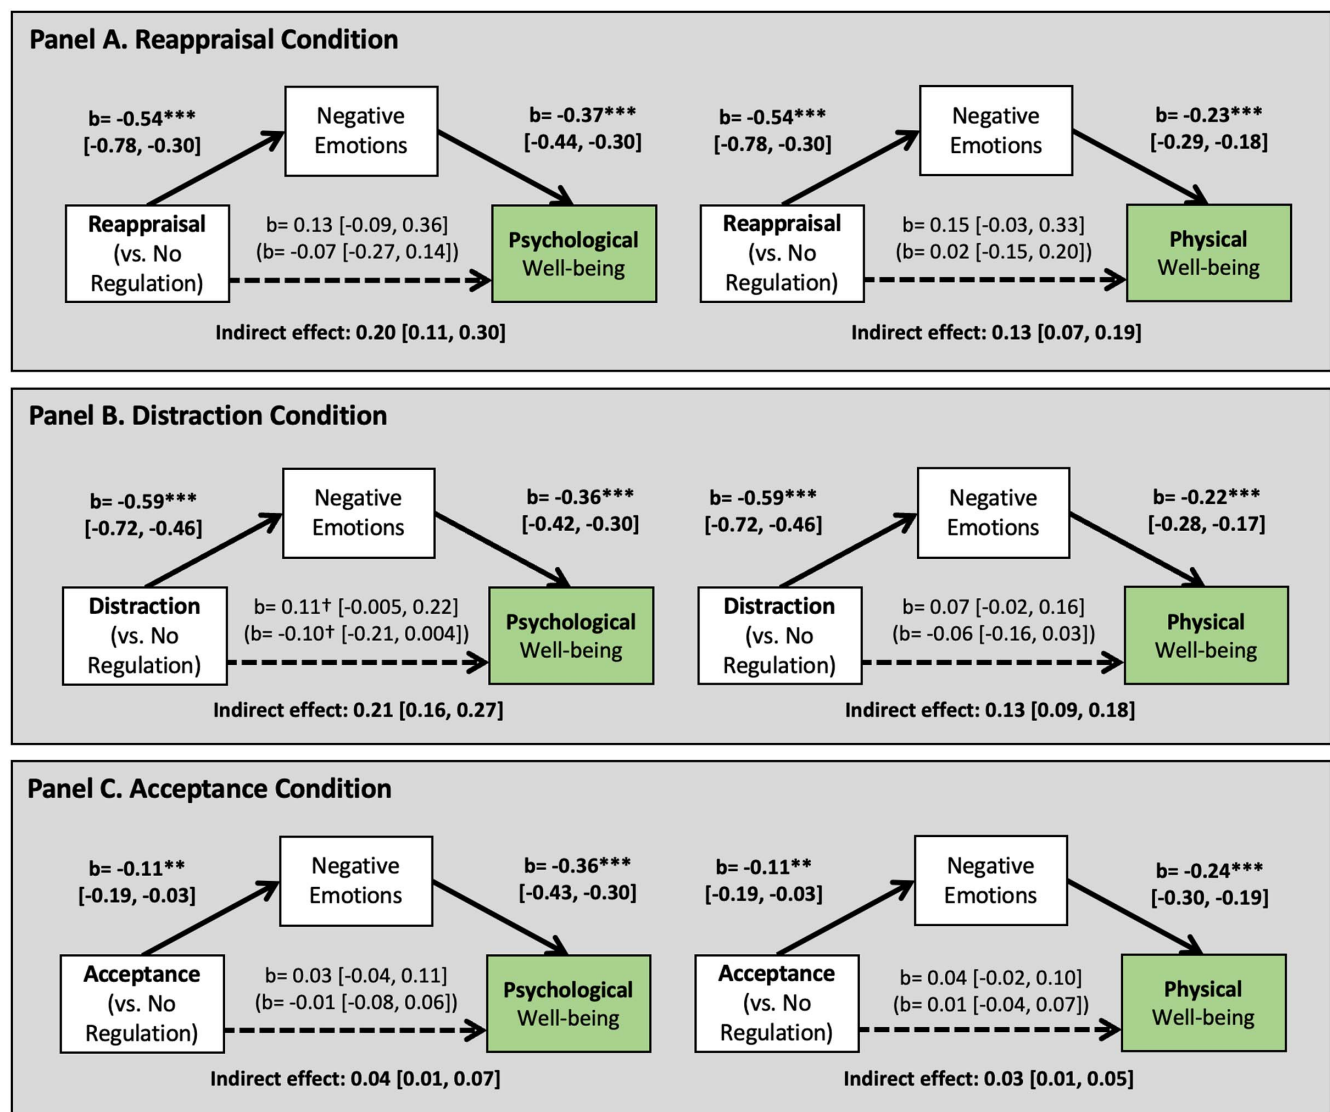 Panel A. Reappraisal Condition
b= -0.54***
[-0.78, -0.30]
Negative
Emotions
b= -0.37***
[-0.44, -0.30]
Reappraisal
(vs. No
Regulation)
b= 0.13 [-0.09, 0.36]
(b= -0.07 [-0.27, 0.14])
Psychological
Well-being
Indirect effect: 0.20 [0.11, 0.30]
b= -0.54***
[-0.78, -0.30]
Negative
Emotions
b= -0.23***
[-0.29, -0.18]
Reappraisal
(vs. No
Regulation)
b= 0.15 [-0.03, 0.33]
(b= 0.02 [-0.15, 0.20])
Physical
Well-being
Indirect effect: 0.13 [0.07, 0.19]
Panel B. Distraction Condition
b= -0.59***
[-0.72, -0.46]
Negative
Emotions
b= -0.36***
[-0.42, -0.30]
Distraction
(vs. No
Regulation)
b= 0.11† [-0.005, 0.22]
(b= -0.10† [-0.21, 0.004])
Psychological
Well-being
Indirect effect: 0.21 [0.16, 0.27]
b= -0.59***
[-0.72, -0.46]
Negative
Emotions
b= -0.22***
[-0.28, -0.17]
Distraction
(vs. No
Regulation)
b= 0.07 [-0.02, 0.16]
(b= -0.06 [-0.16, 0.03])
Physical
Well-being
Indirect effect: 0.13 [0.09, 0.18]
Panel C. Acceptance Condition
b= -0.11**
[-0.19, -0.03]
Negative
Emotions
b= -0.36***
[-0.43, -0.30]
Acceptance
(vs. No
Regulation)
b= 0.03 [-0.04, 0.11]
(b= -0.01 [-0.08, 0.06])
Psychological
Well-being
Indirect effect: 0.04 [0.01, 0.07]
b= -0.11**
[-0.19, -0.03]
Negative
Emotions
b= -0.24***
[-0.30, -0.19]
Acceptance
(vs. No
Regulation)
b= 0.04 [-0.02, 0.10]
(b= 0.01 [-0.04, 0.07])
Physical
Well-being
Indirect effect: 0.03 [0.01, 0.05]